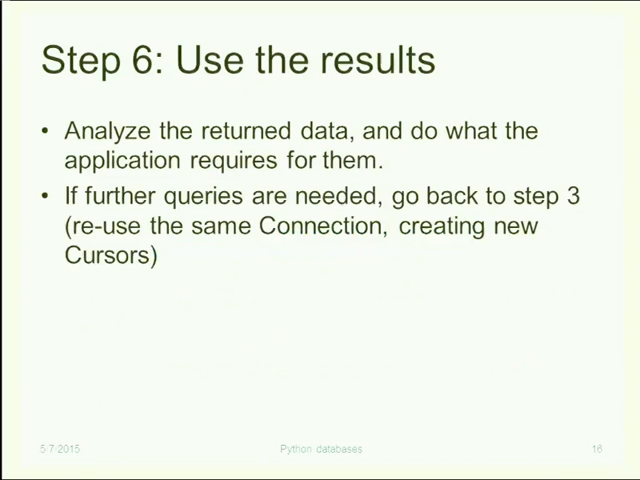 Step 6: Use the results
• Analyze the returned data, and do what the
application requires for them.
• If further queries are needed, go back to step 3
(re-use the same Connection, creating new
Cursors)
5/7/2015
Python databases
16